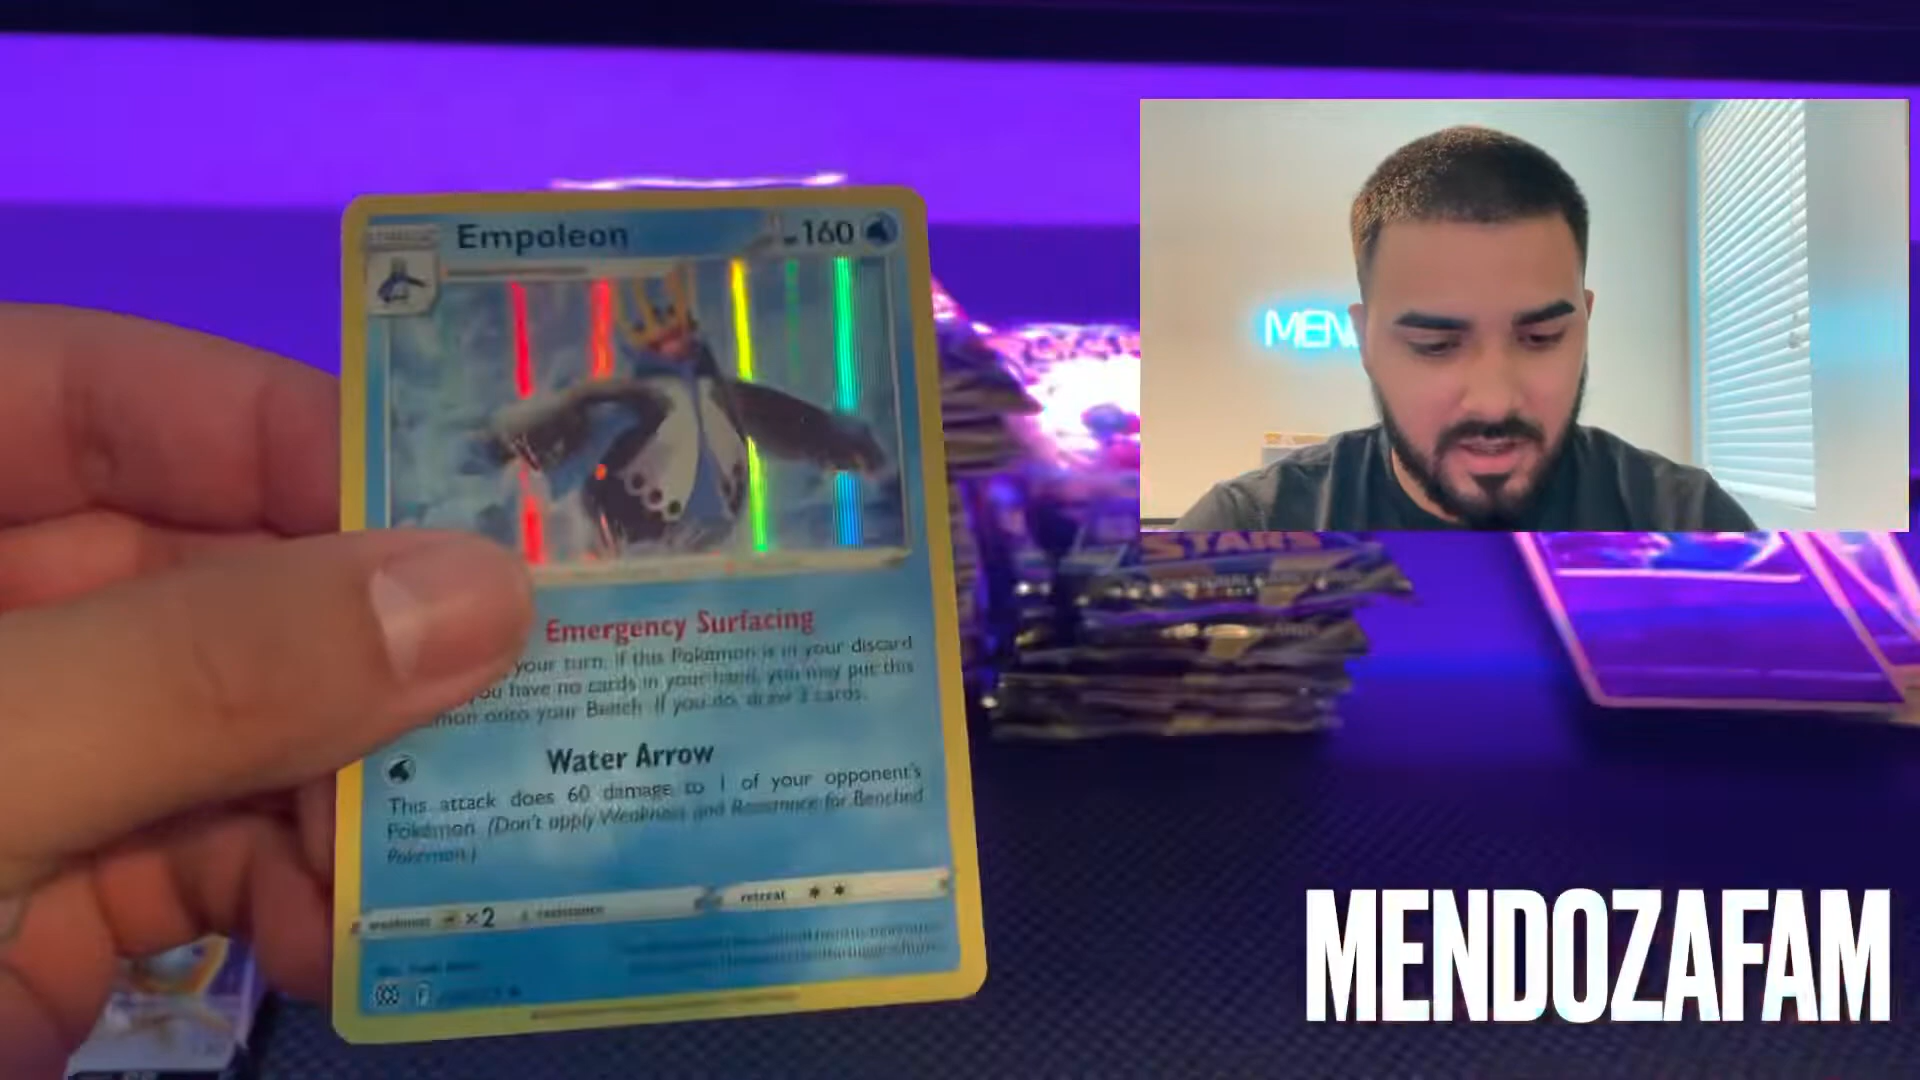 Empoleon
160
MEN
STARS
Emergency Surfacing
your turn, if this Pokémon is in your discard
you have no cards in your hand, you may put this
mon onto your Bench. If you do, draw 3 cards.
Water Arrow
This attack does 60 damage to 1 of your opponent's
Pokémon. (Don't apply Weakness and Resistance for Benched
Pokémon.)
weakness ×2 resistance
retreat
F
MENDOZAFAM